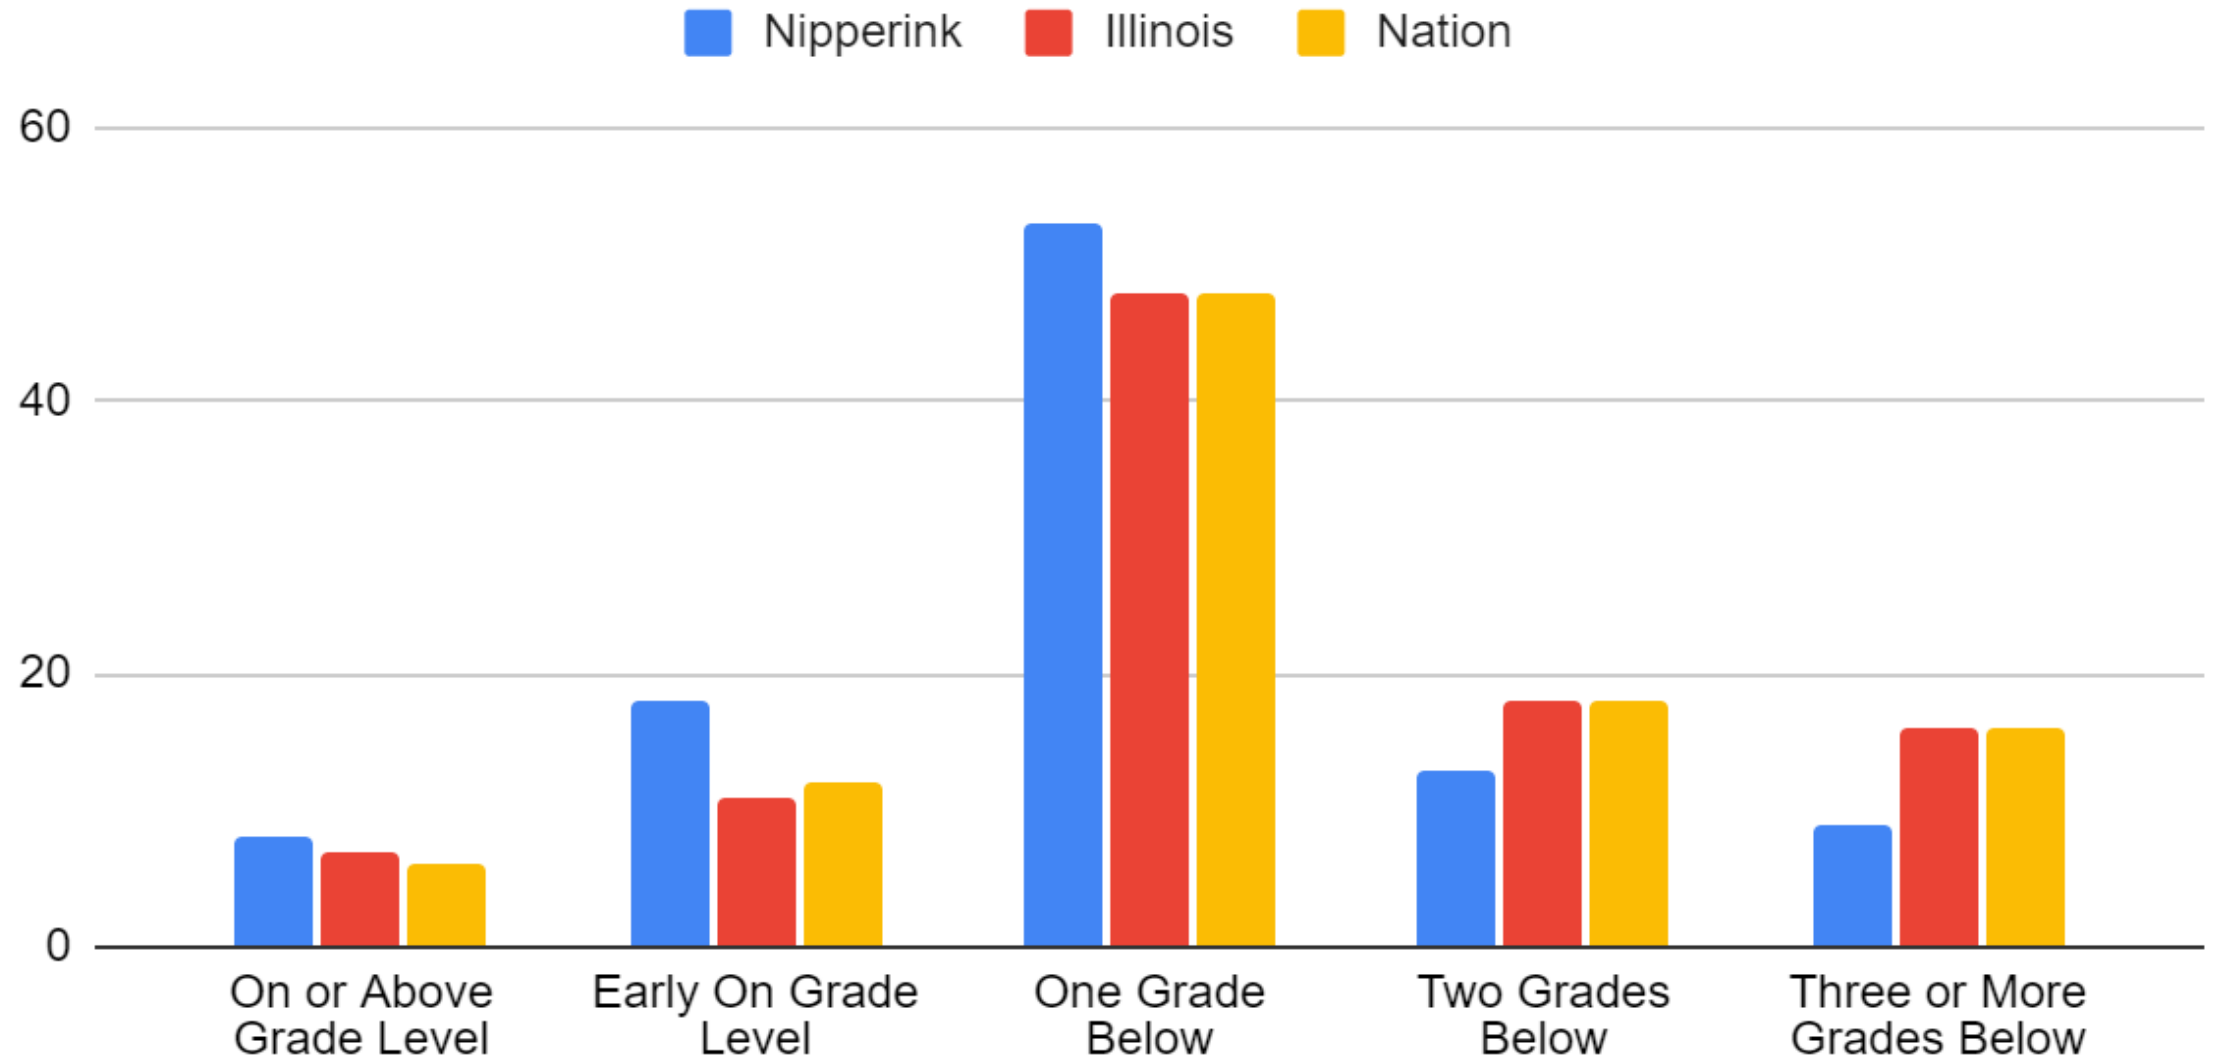 Nipperink Illinois Nation
60
40
20
0
On or Above Grade Level
Early On Grade Level
One Grade Below
Two Grades Below
Three or More Grades Below